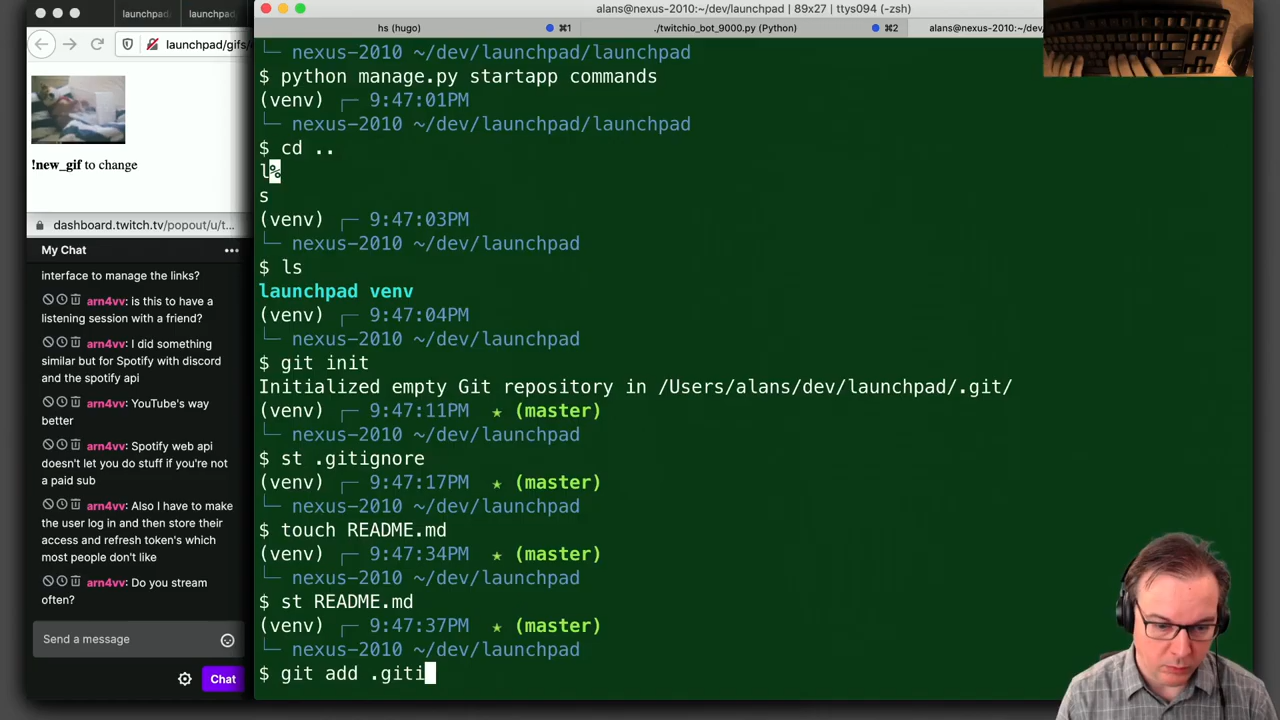 alans@nexus-2010:~/dev/launchpad | 89x27 | ttys094 (-zsh)
launchpad
launchpad
hs (hugo)
⌘1
./twitchio_bot_9000.py (Python)
⌘2
alans@nexus-2010:~/dev/
launchpad/gifs/
!new_gif to change
dashboard.twitch.tv/popout/u/t...
My Chat
interface to manage the links?
arn4vv: is this to have a
listening session with a friend?
arn4vv: I did something
similar but for Spotify with discord
and the spotify api
arn4vv: YouTube's way
better
arn4vv: Spotify web api
doesn't let you do stuff if you're not
a paid sub
arn4vv: Also I have to make
the user log in and then store their
access and refresh token's which
most people don't like
arn4vv: Do you stream
often?
Send a message
Chat
└─ nexus-2010 ~/dev/launchpad/launchpad
$ python manage.py startapp commands
(venv) ┌─ 9:47:01PM
└─ nexus-2010 ~/dev/launchpad/launchpad
$ cd ..
l%
s
(venv) ┌─ 9:47:03PM
└─ nexus-2010 ~/dev/launchpad
$ ls
launchpad venv
(venv) ┌─ 9:47:04PM
└─ nexus-2010 ~/dev/launchpad
$ git init
Initialized empty Git repository in /Users/alans/dev/launchpad/.git/
(venv) ┌─ 9:47:11PM ★ (master)
└─ nexus-2010 ~/dev/launchpad
$ st .gitignore
(venv) ┌─ 9:47:17PM ★ (master)
└─ nexus-2010 ~/dev/launchpad
$ touch README.md
(venv) ┌─ 9:47:34PM ★ (master)
└─ nexus-2010 ~/dev/launchpad
$ st README.md
(venv) ┌─ 9:47:37PM ★ (master)
└─ nexus-2010 ~/dev/launchpad
$ git add .giti